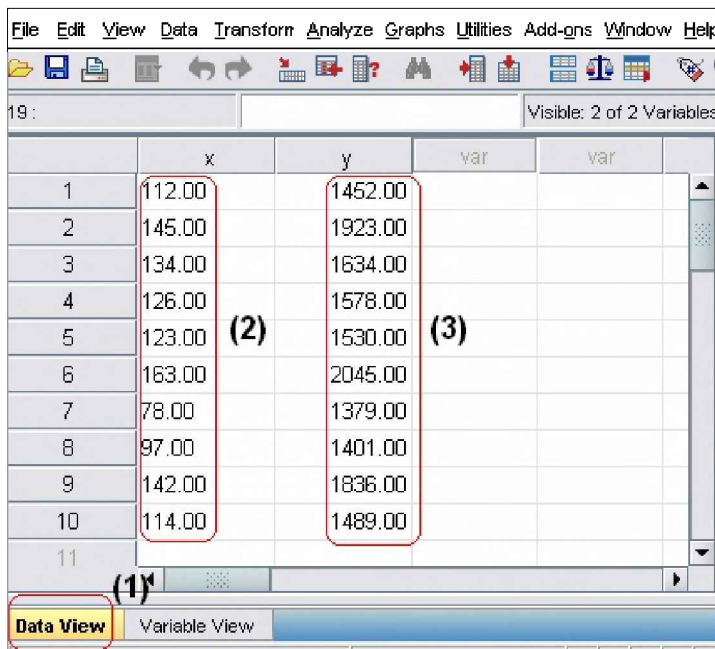 File Edit View Data Transforn Analyze Graphs Utilities Add-ons Window Help
19 : Visible: 2 of 2 Variables
x y var var
1 112.00 1452.00
2 145.00 1923.00
3 134.00 1634.00
4 126.00 1578.00
5 123.00 (2) 1530.00 (3)
6 163.00 2045.00
7 78.00 1379.00
8 97.00 1401.00
9 142.00 1836.00
10 114.00 1489.00
11
(1)
Data View Variable View